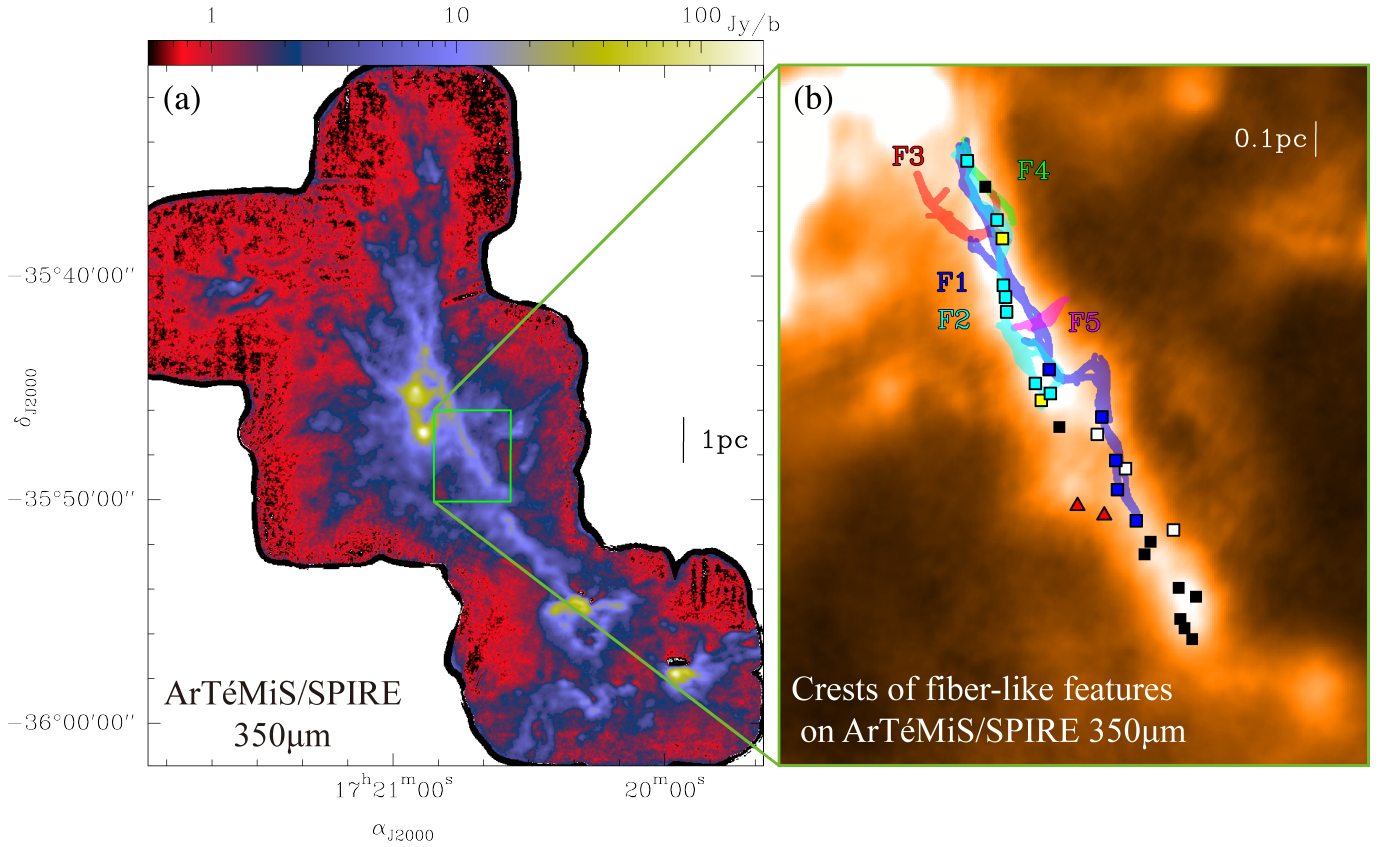 1 10 100 Jy/b
(a)
−35°40′00″
−35°50′00″
−36°00′00″
δJ2000
1pc
ArTéMiS/SPIRE
350μm
17h21m00s 20m00s
αJ2000
(b)
0.1pc
F3
F4
F1
F2
F5
Crests of fiber-like features
on ArTéMiS/SPIRE 350μm